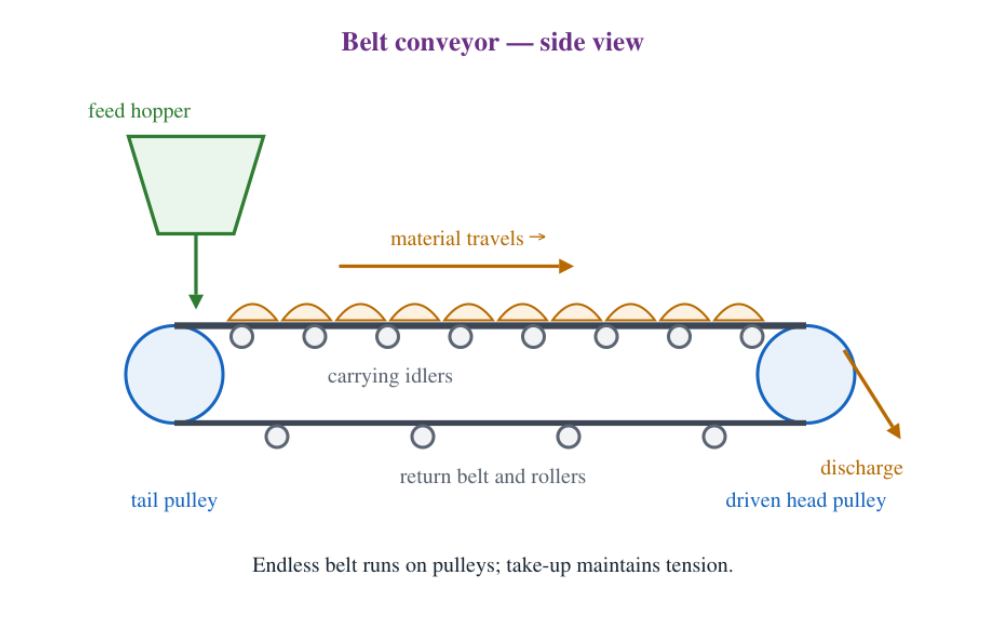 Belt conveyor — side view
feed hopper
material travels →
carrying idlers
return belt and rollers
discharge
tail pulley
driven head pulley
Endless belt runs on pulleys; take-up maintains tension.